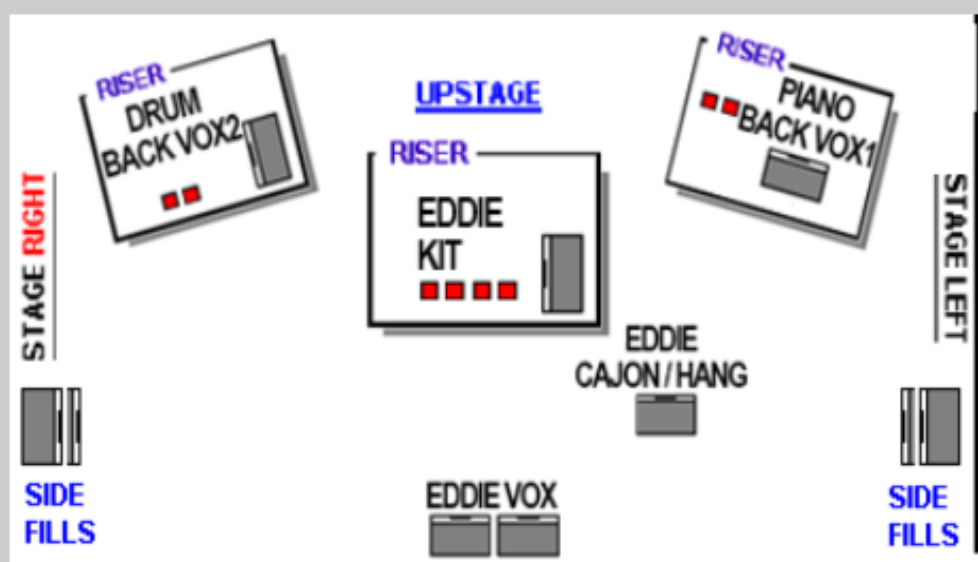 RISER
DRUM
BACK VOX2
UPSTAGE
RISER
PIANO
BACK VOX1
RISER
EDDIE
KIT
STAGE RIGHT
STAGE LEFT
EDDIE
CAJON / HANG
SIDE
FILLS
EDDIE VOX
SIDE
FILLS